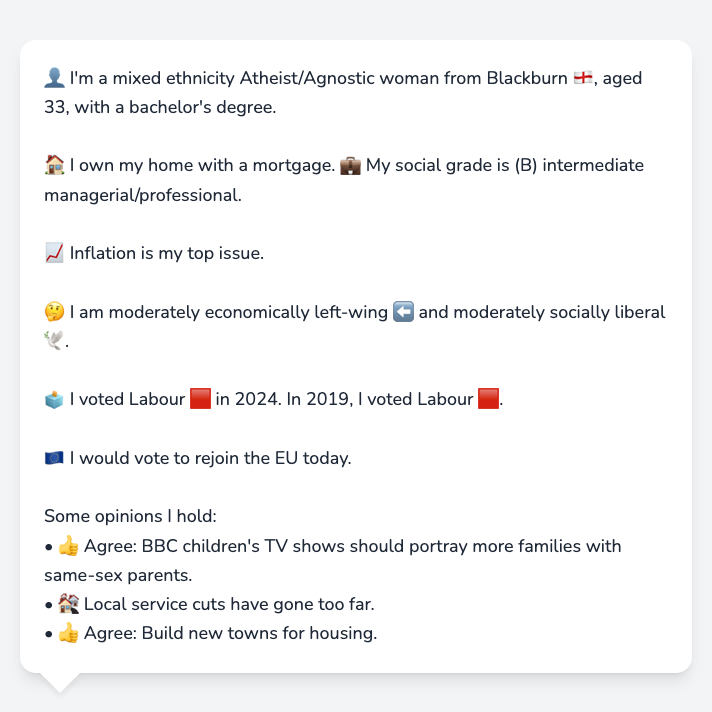 👤 I'm a mixed ethnicity Atheist/Agnostic woman from Blackburn 🏴󠁧󠁢󠁥󠁮󠁧󠁿, aged
33, with a bachelor's degree.
🏠 I own my home with a mortgage. 💼 My social grade is (B) intermediate
managerial/professional.
📈 Inflation is my top issue.
🤔 I am moderately economically left-wing ⬅️ and moderately socially liberal
🕊️.
🗳️ I voted Labour 🟥 in 2024. In 2019, I voted Labour 🟥.
🇪🇺 I would vote to rejoin the EU today.
Some opinions I hold:
• 👍 Agree: BBC children's TV shows should portray more families with
same-sex parents.
• 🏚️ Local service cuts have gone too far.
• 👍 Agree: Build new towns for housing.